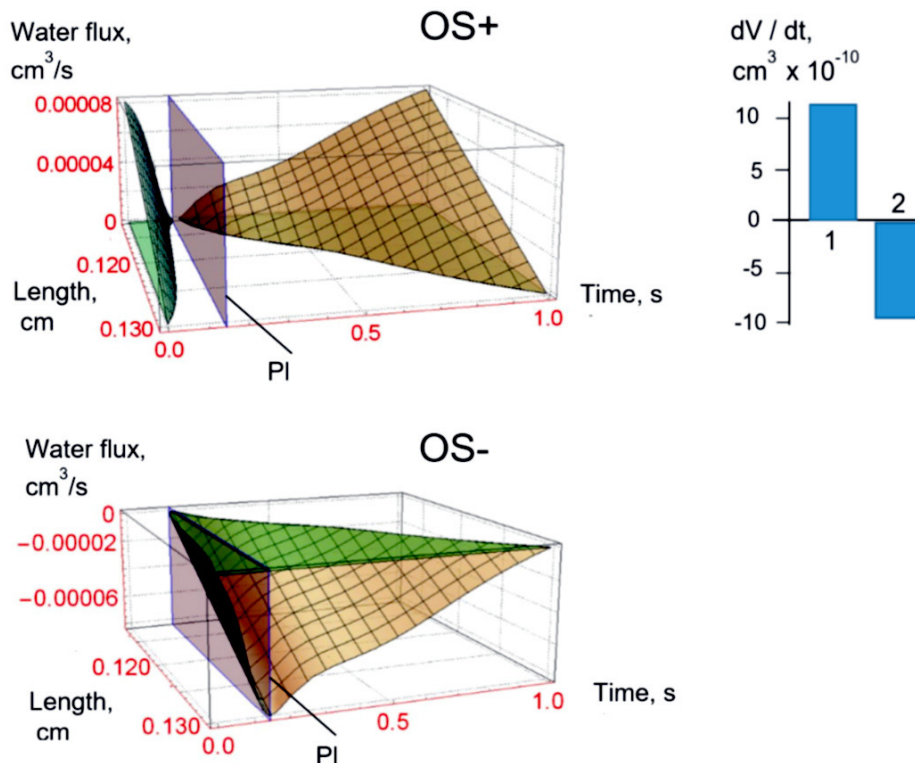 OS+
Water flux,
cm³/s
0.00008
0.00004
0
0.120
Length,
cm
0.130
0.0
0.5
1.0
Time, s
Pl
dV / dt,
cm³ x 10⁻¹⁰
10
5
0
-5
-10
1
2
OS-
Water flux,
cm³/s
0
−0.00002
−0.00006
0.120
Length,
cm
0.130
0.0
0.5
1.0
Time, s
Pl